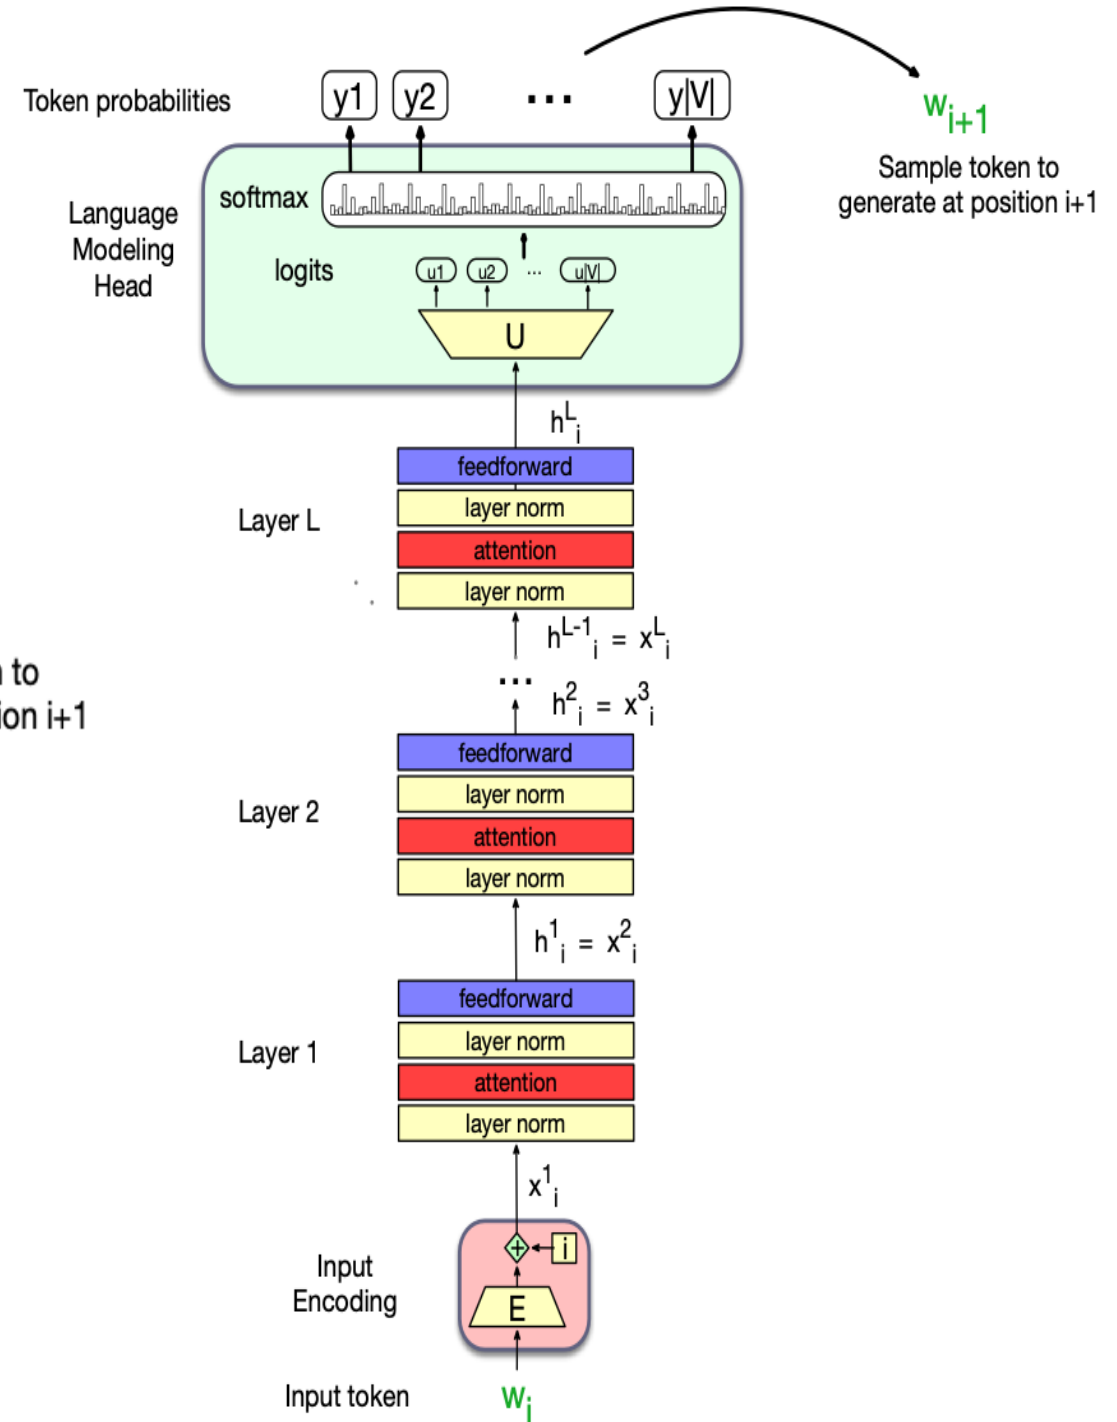 Token probabilities
y1 y2 ... y|V|
w_{i+1}
Sample token to
generate at position i+1
Language
Modeling
Head
softmax
logits
u1 u2 ... u|V|
U
h^L_i
Layer L
feedforward
layer norm
attention
layer norm
h^{L-1}_i = x^L_i
...
h^2_i = x^3_i
to
ion i+1
Layer 2
feedforward
layer norm
attention
layer norm
h^1_i = x^2_i
Layer 1
feedforward
layer norm
attention
layer norm
x^1_i
Input
Encoding
+ i
E
Input token w_i